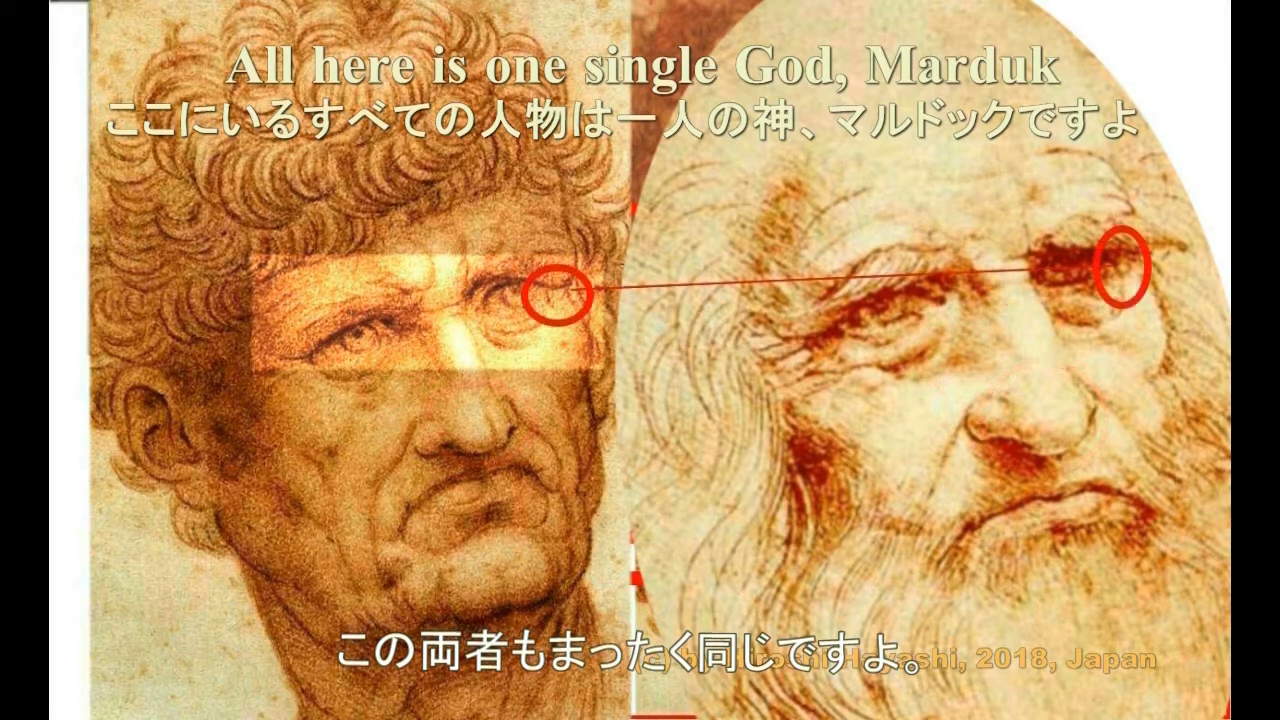 All here is one single God, Marduk
ここにいるすべての人物は一人の神、マルドックですよ
この両者もまったく同じですよ。
2018, Japan